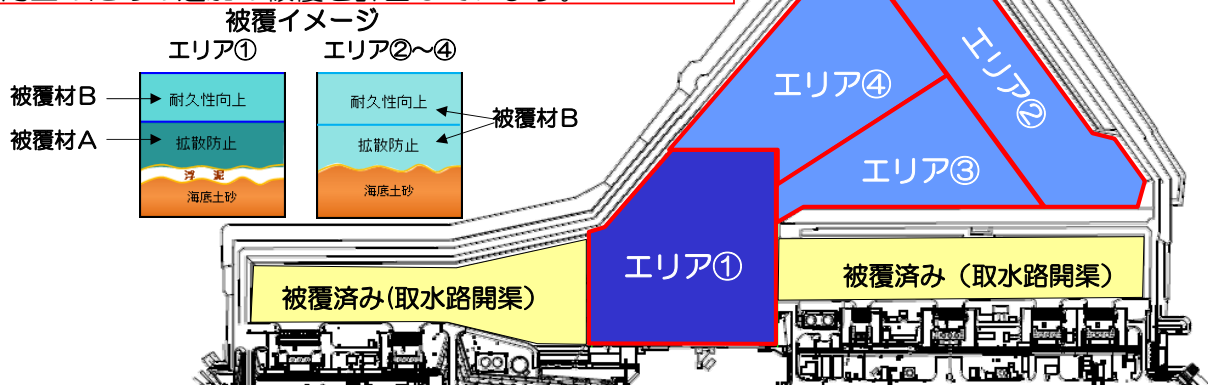 被覆イメージ
エリア①
エリア②～④
被覆材B
耐久性向上
被覆材A
拡散防止
浮泥
海底土砂
耐久性向上
被覆材B
拡散防止
海底土砂
エリア④
エリア②
エリア③
エリア①
被覆済み(取水路開渠)
被覆済み（取水路開渠）